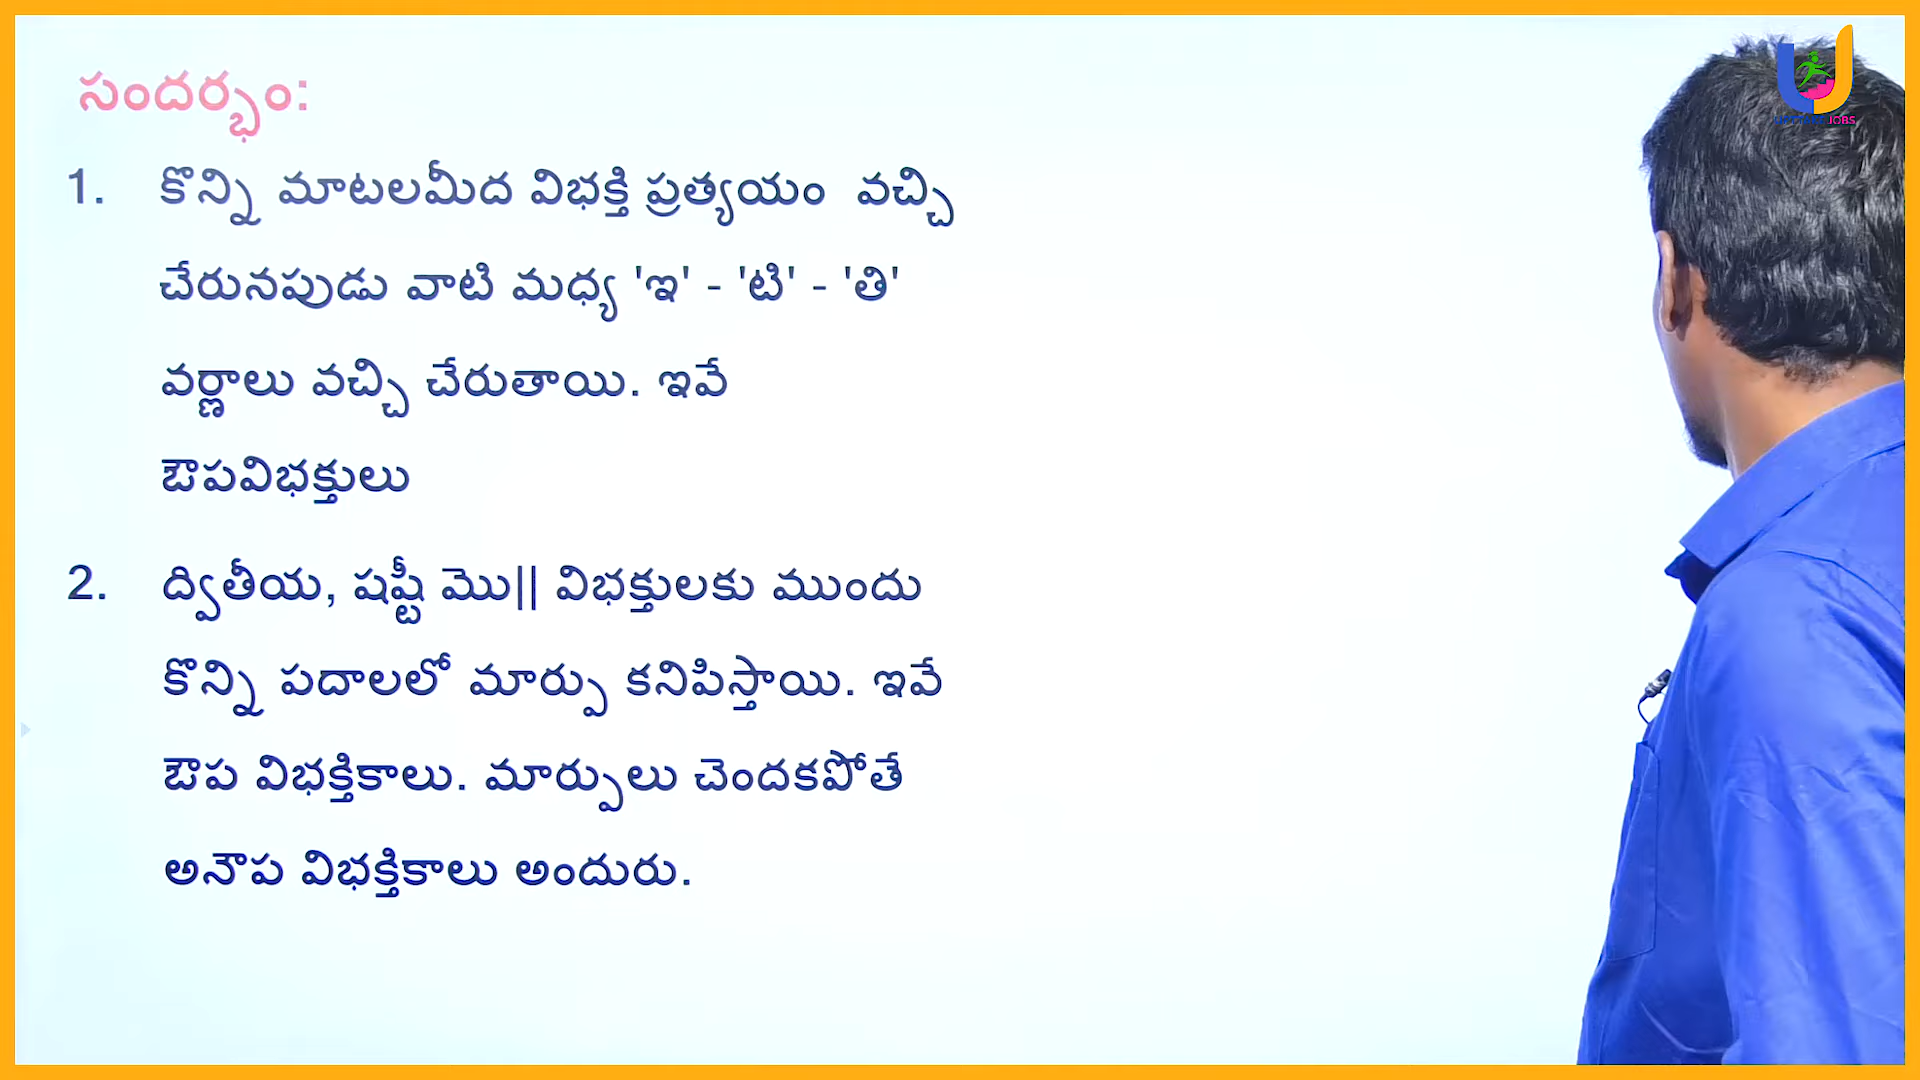 సందర్భం:
1. కొన్ని మాటలమీద విభక్తి ప్రత్యయం వచ్చి
చేరునపుడు వాటి మధ్య 'ఇ' - 'టి' - 'తి'
వర్ణాలు వచ్చి చేరుతాయి. ఇవే
ఔపవిభక్తులు
2. ద్వితీయ, షష్టీ మొ|| విభక్తులకు ముందు
కొన్ని పదాలలో మార్పు కనిపిస్తాయి. ఇవే
ఔప విభక్తికాలు. మార్పులు చెందకపోతే
అనౌప విభక్తికాలు అందురు.
JOBS